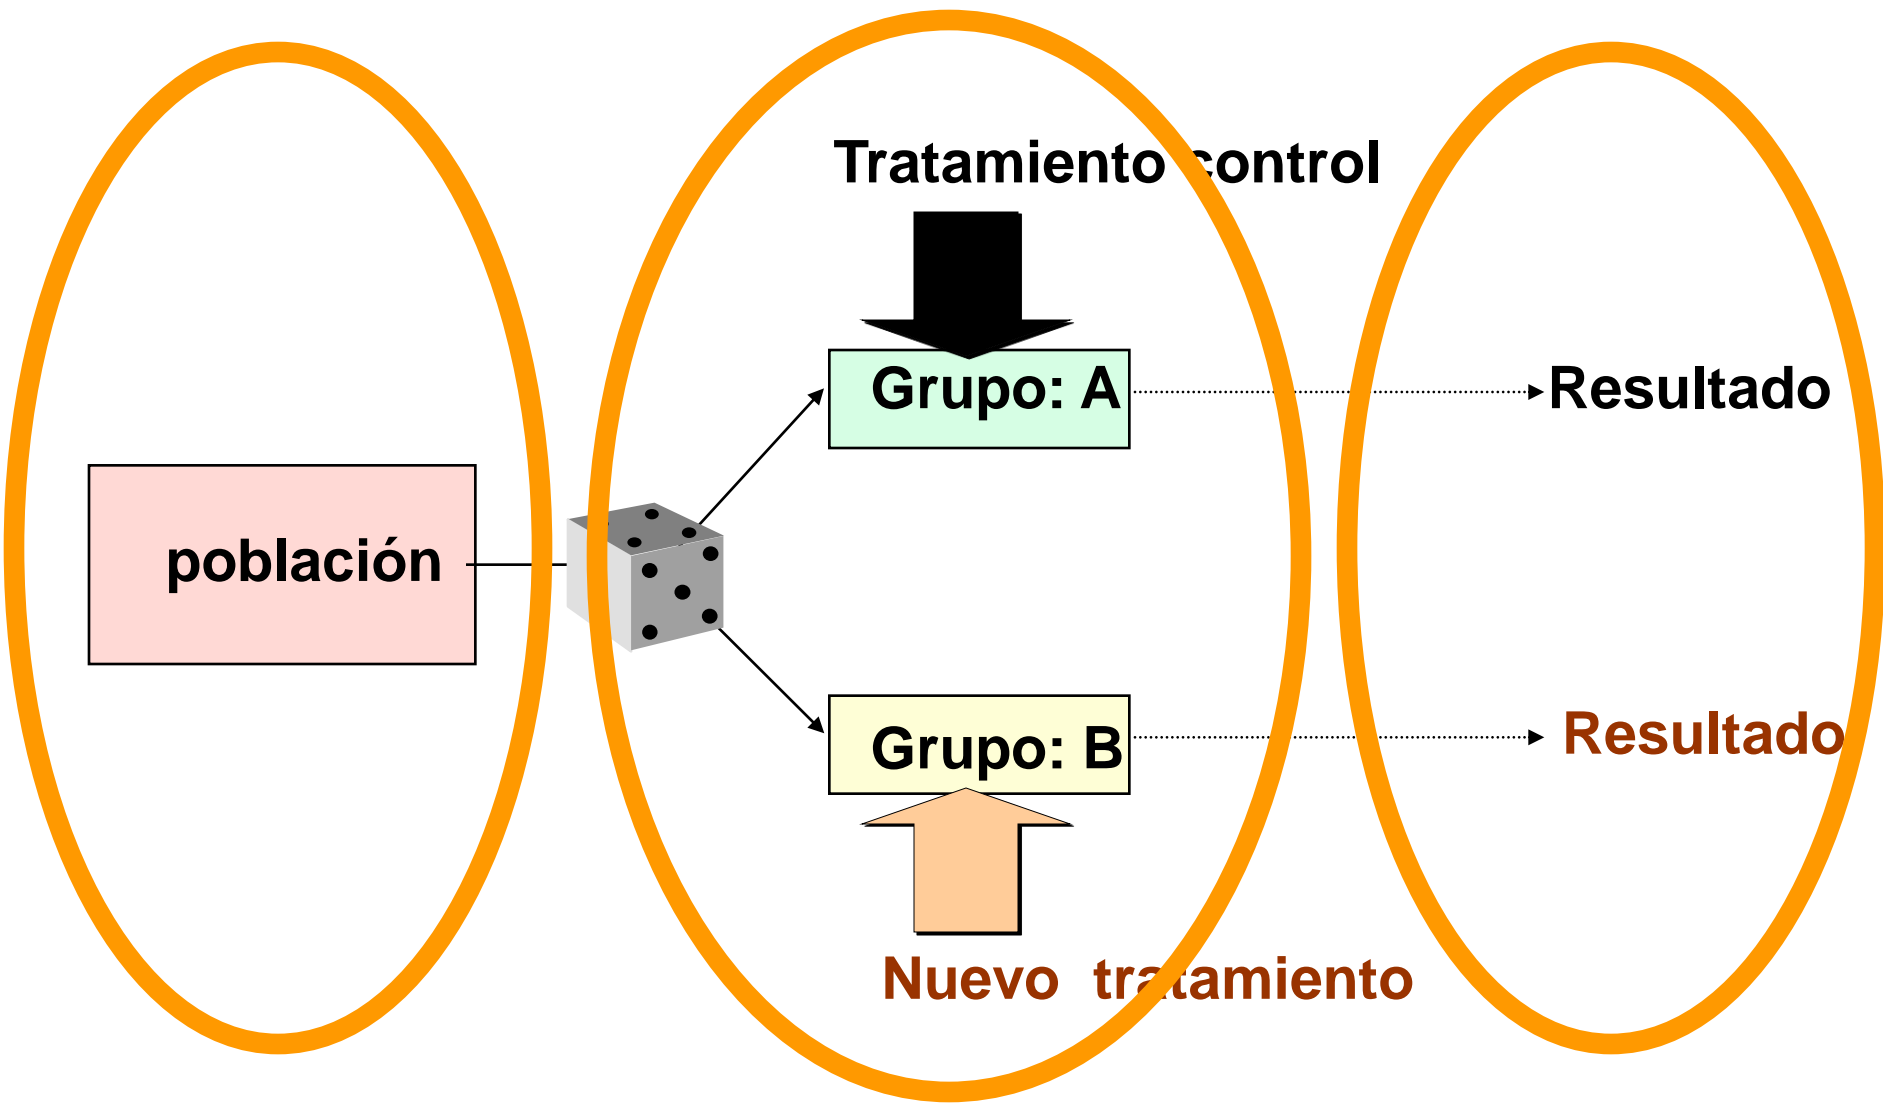 Tratamiento control
Grupo: A
Resultado
población
Grupo: B
Resultado
Nuevo tratamiento